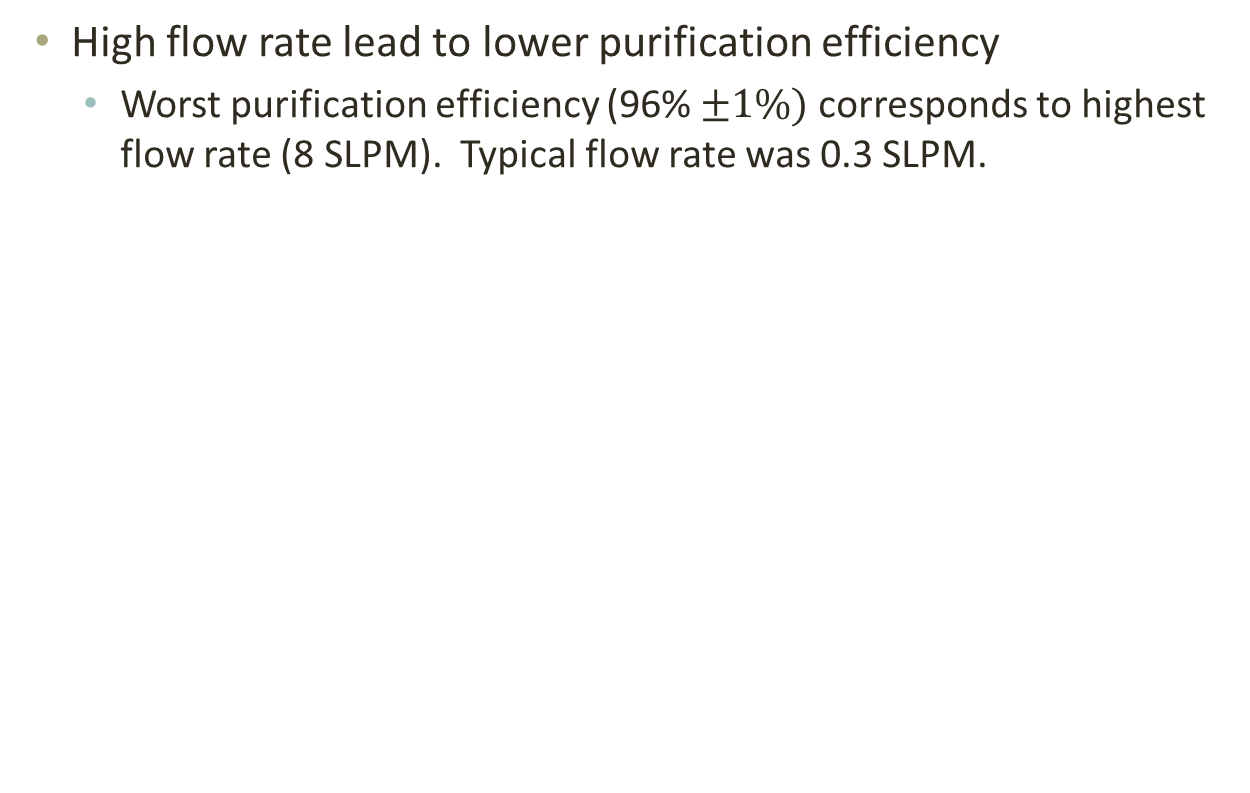 • High flow rate lead to lower purification efficiency
• Worst purification efficiency (96% ±1%) corresponds to highest
flow rate (8 SLPM).  Typical flow rate was 0.3 SLPM.